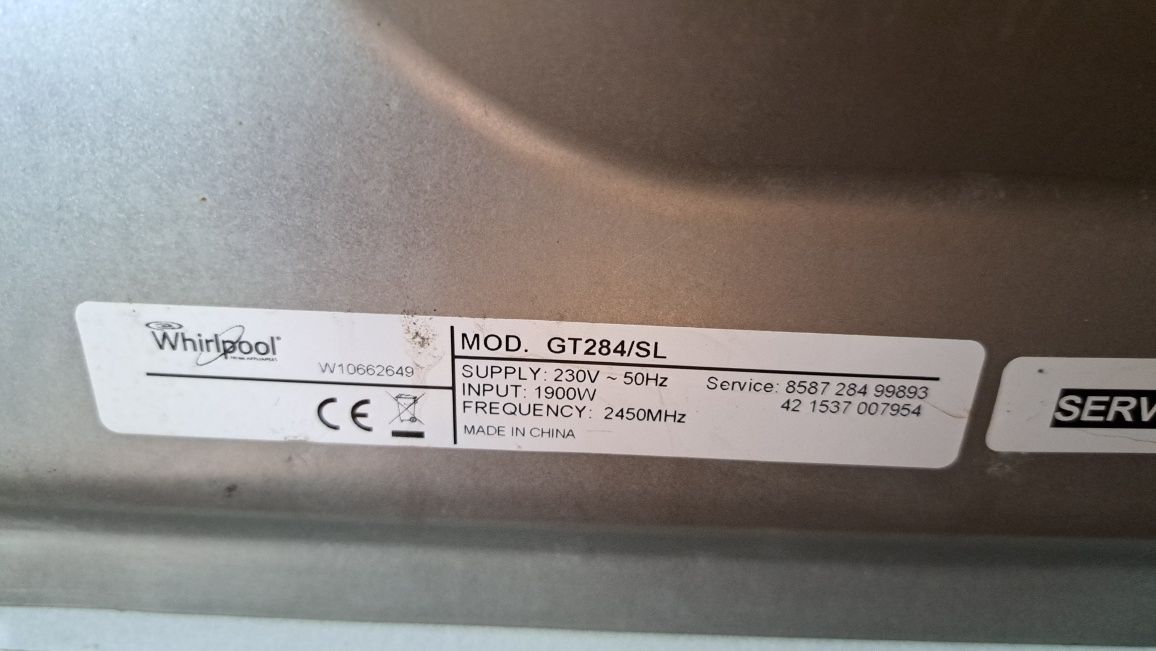 Whirlpool
W10662649
CE
MOD. GT284/SL
SUPPLY: 230V ~ 50Hz
INPUT: 1900W
FREQUENCY: 2450MHz
MADE IN CHINA
Service: 8587 284 99893
42 1537 007954
SERV